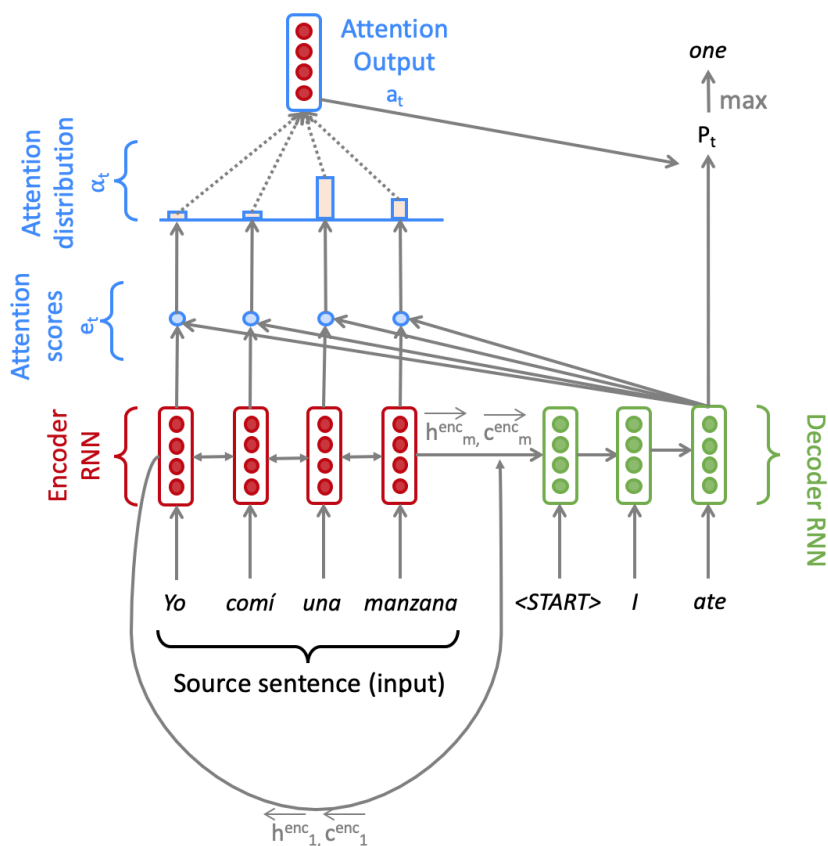 Attention
Output
a_t
one
max
P_t
Attention
distribution
α_t
Attention
scores
e_t
Encoder
RNN
h^enc_m, c^enc_m
Decoder RNN
Yo comí una manzana <START> I ate
Source sentence (input)
h^enc_1, c^enc_1